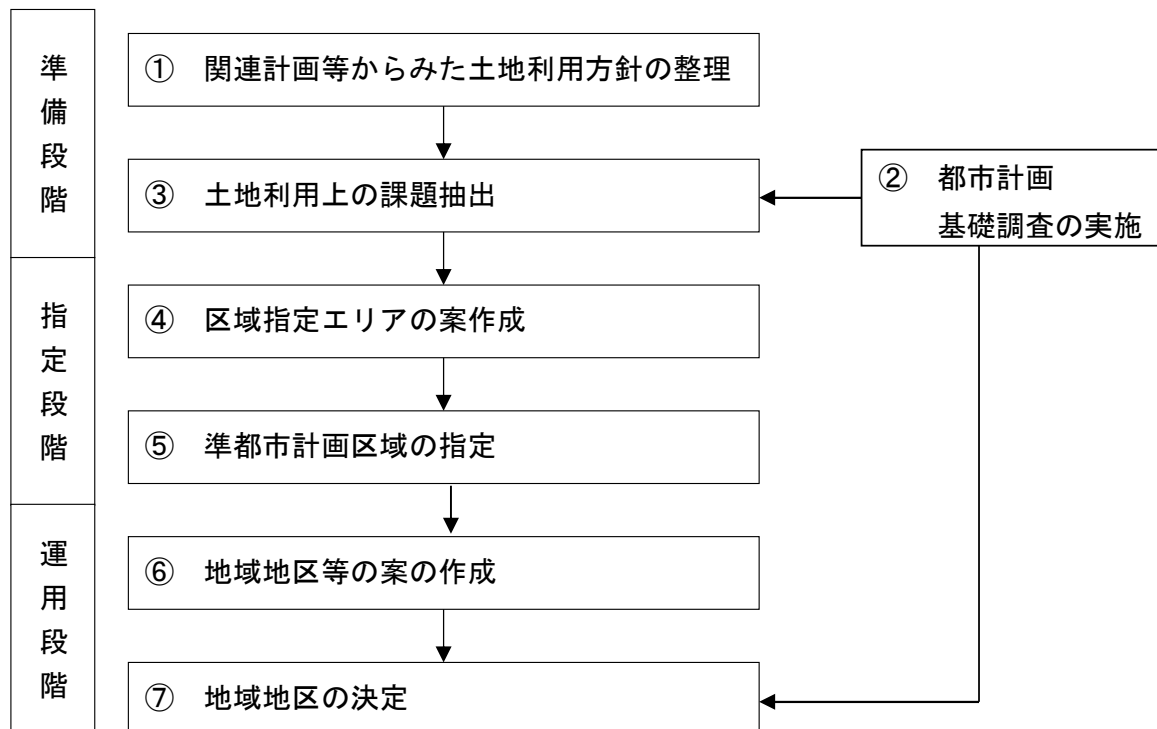 準備段階
① 関連計画等からみた土地利用方針の整理
③ 土地利用上の課題抽出
② 都市計画
基礎調査の実施
指定段階
④ 区域指定エリアの案作成
⑤ 準都市計画区域の指定
運用段階
⑥ 地域地区等の案の作成
⑦ 地域地区の決定